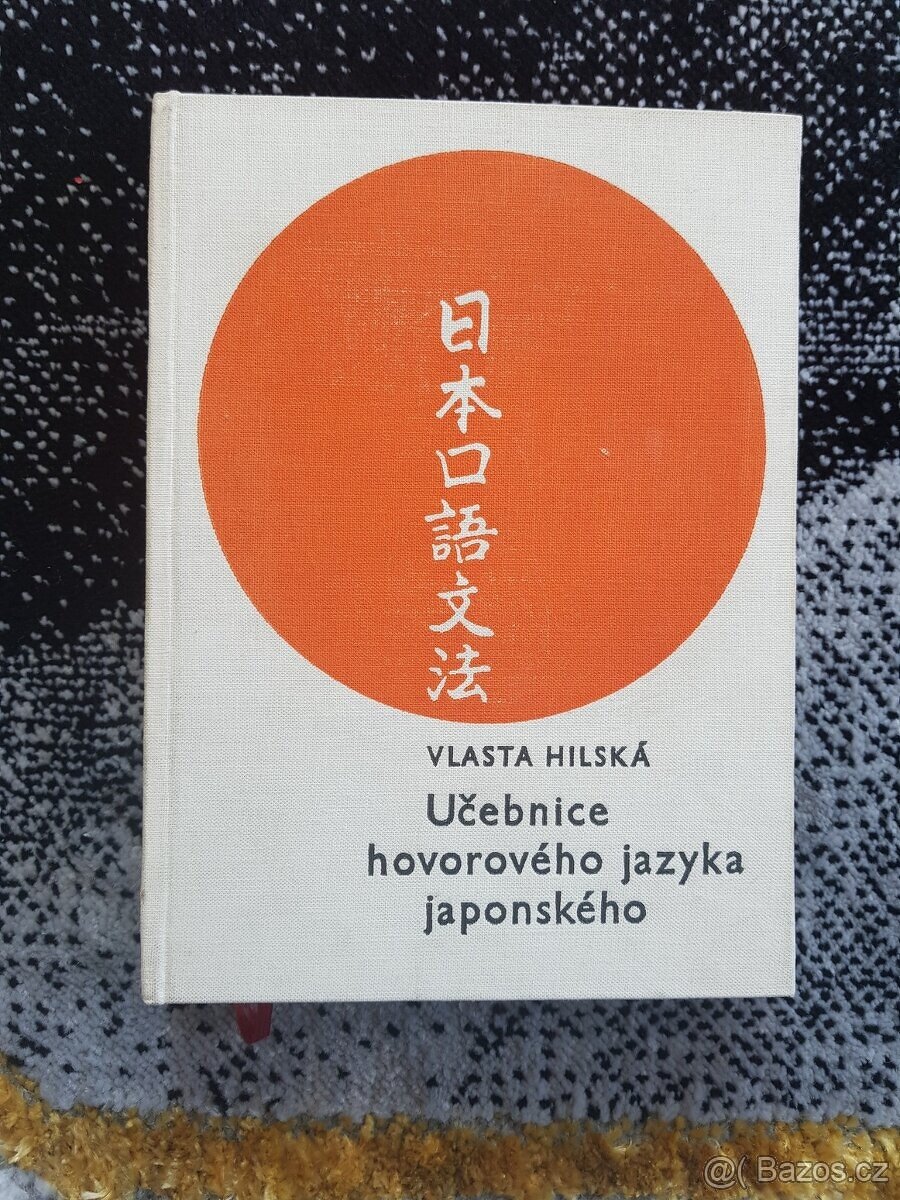 日本口語文法
VLASTA HILSKÁ
Učebnice
hovorového jazyka
japonského
@( Bazos.cz